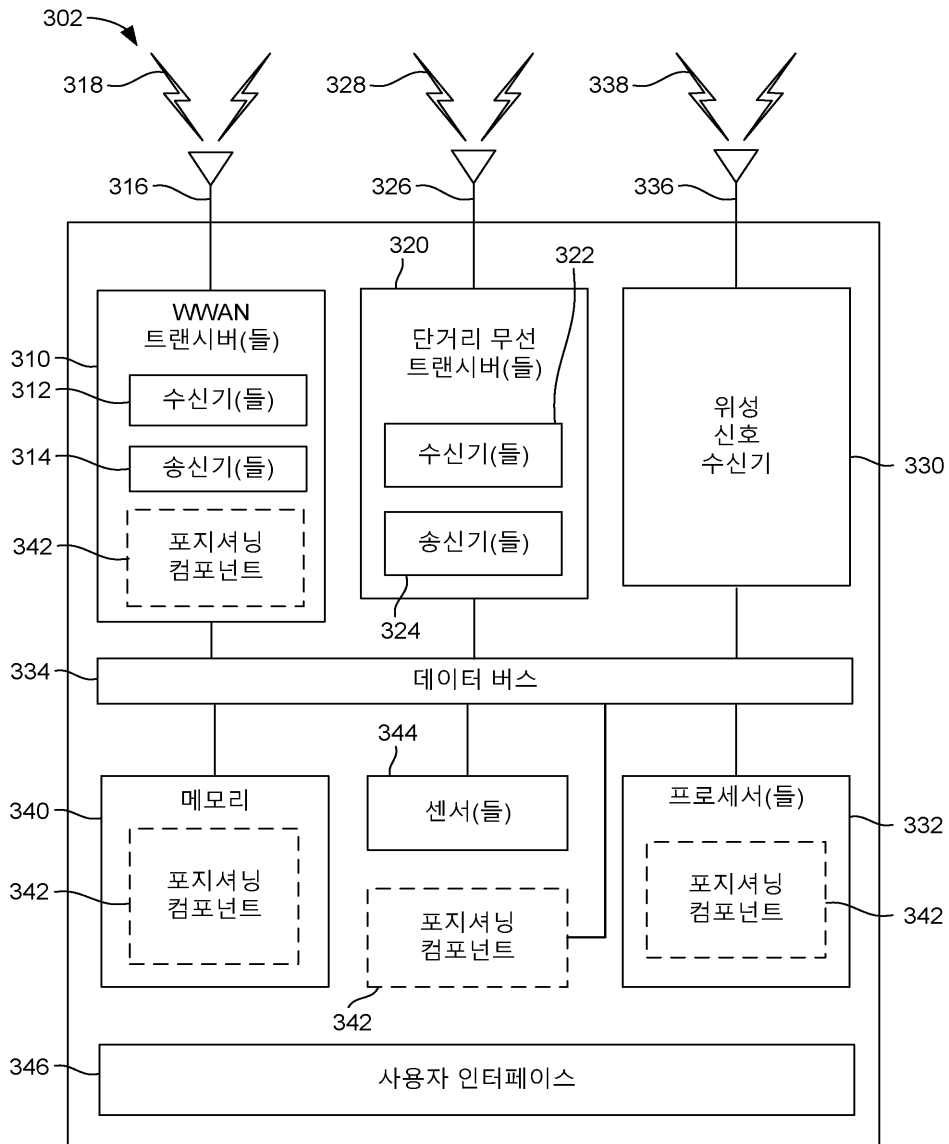 302
318
328
338
316
326
336
320
322
WWAN
트랜시버(들)
단거리 무선
트랜시버(들)
310
312
수신기(들)
위성
신호
수신기
314
송신기(들)
수신기(들)
330
342
포지셔닝
컴포넌트
송신기(들)
324
334
데이터 버스
344
메모리
센서(들)
프로세서(들)
340
332
342
포지셔닝
컴포넌트
포지셔닝
컴포넌트
포지셔닝
컴포넌트
342
342
346
사용자 인터페이스